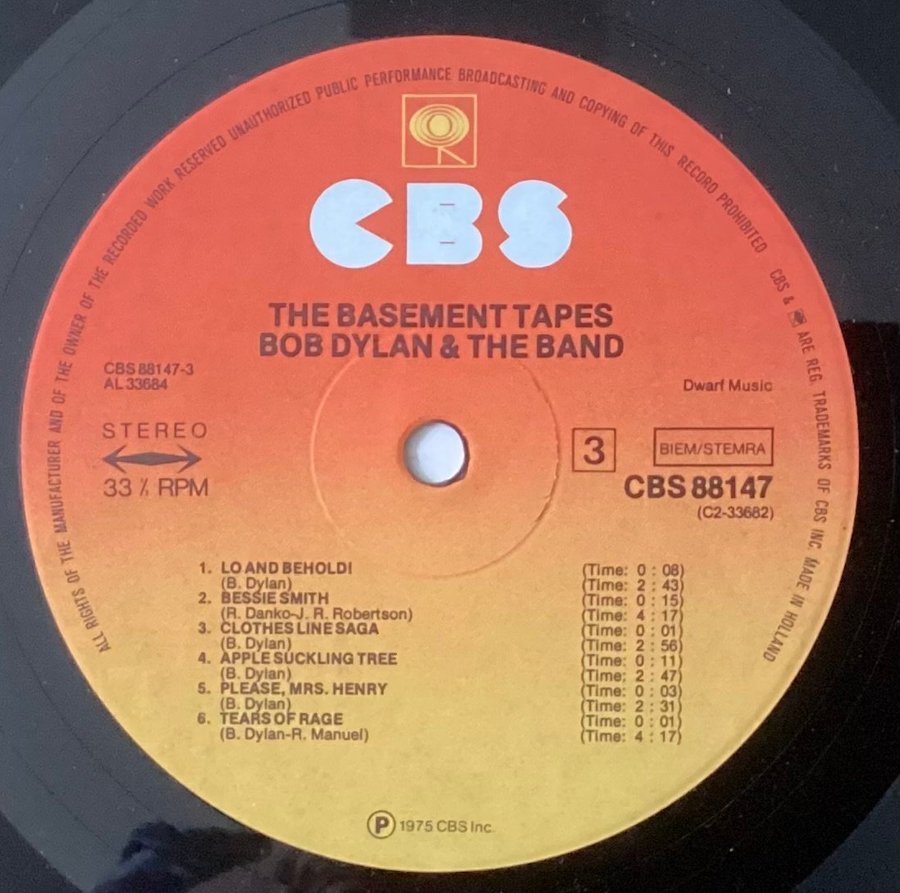 ALL RIGHTS OF THE MANUFACTURER AND OF THE OWNER OF THE RECORDED WORK RESERVED UNAUTHORIZED PUBLIC PERFORMANCE BROADCASTING AND COPYING OF THIS RECORD PROHIBITED CBS & ARE REG. TRADEMARKS OF CBS INC. MADE IN HOLLAND
CBS
THE BASEMENT TAPES
BOB DYLAN & THE BAND
CBS 88147-3
AL 33684
Dwarf Music
STEREO
33 ⅓ RPM
3
BIEM/STEMRA
CBS 88147
(C2-33682)
1. LO AND BEHOLD! (Time: 0 : 08)
(B. Dylan) (Time: 2 : 43)
2. BESSIE SMITH (Time: 0 : 15)
(R. Danko-J. R. Robertson) (Time: 4 : 17)
3. CLOTHES LINE SAGA (Time: 0 : 01)
(B. Dylan) (Time: 2 : 56)
4. APPLE SUCKLING TREE (Time: 0 : 11)
(B. Dylan) (Time: 2 : 47)
5. PLEASE, MRS. HENRY (Time: 0 : 03)
(B. Dylan) (Time: 2 : 31)
6. TEARS OF RAGE (Time: 0 : 01)
(B. Dylan-R. Manuel) (Time: 4 : 17)
Ⓟ 1975 CBS Inc.